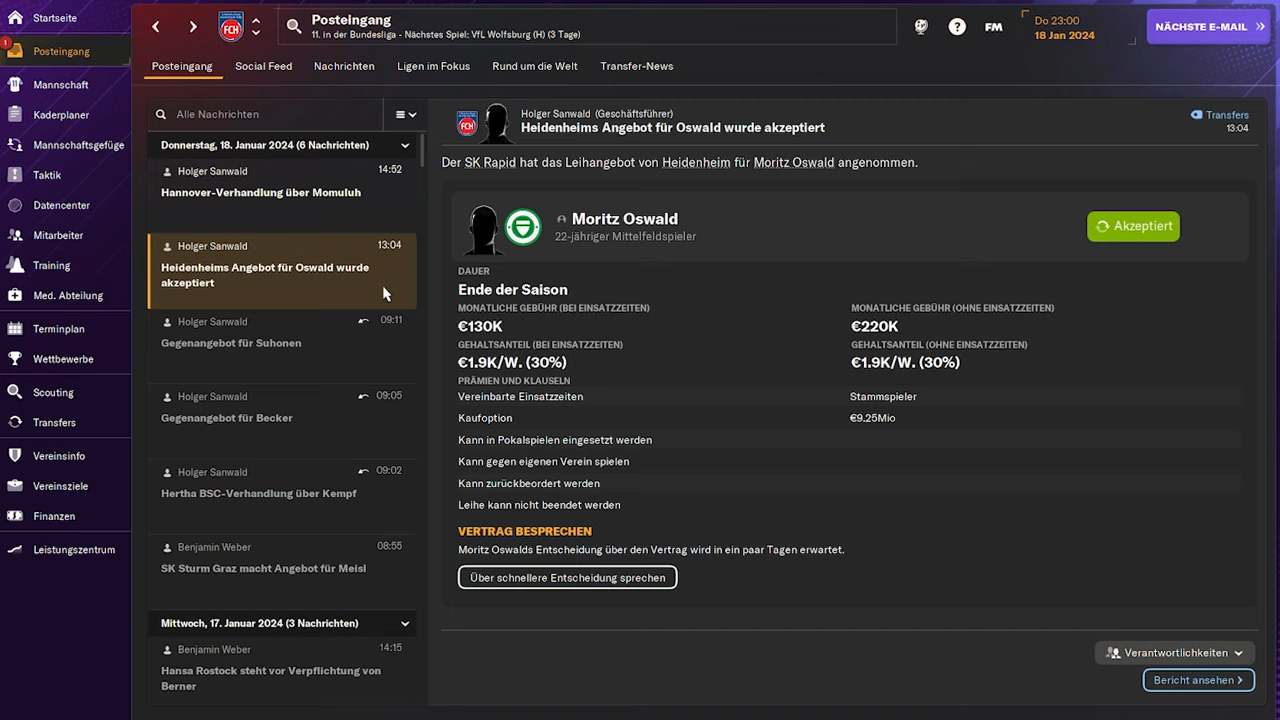 Startseite
1
Posteingang
Mannschaft
Kaderplaner
Mannschaftsgefüge
Taktik
Datencenter
Mitarbeiter
Training
Med. Abteilung
Terminplan
Wettbewerbe
Scouting
Transfers
Vereinsinfo
Vereinsziele
Finanzen
Leistungszentrum
FCH
Posteingang
11. in der Bundesliga - Nächstes Spiel: VfL Wolfsburg (H) (3 Tage)
?
FM
Do 23:00
18 Jan 2024
NÄCHSTE E-MAIL
Posteingang
Social Feed
Nachrichten
Ligen im Fokus
Rund um die Welt
Transfer-News
Alle Nachrichten
Donnerstag, 18. Januar 2024 (6 Nachrichten)
Holger Sanwald 14:52
Hannover-Verhandlung über Momuluh
Holger Sanwald 13:04
Heidenheims Angebot für Oswald wurde
akzeptiert
Holger Sanwald 09:11
Gegenangebot für Suhonen
Holger Sanwald 09:05
Gegenangebot für Becker
Holger Sanwald 09:02
Hertha BSC-Verhandlung über Kempf
Benjamin Weber 08:55
SK Sturm Graz macht Angebot für Meisl
Mittwoch, 17. Januar 2024 (3 Nachrichten)
Benjamin Weber 14:15
Hansa Rostock steht vor Verpflichtung von
Berner
FCH
Holger Sanwald (Geschäftsführer)
Heidenheims Angebot für Oswald wurde akzeptiert
Transfers
13:04
Der SK Rapid hat das Leihangebot von Heidenheim für Moritz Oswald angenommen.
Moritz Oswald
22-jähriger Mittelfeldspieler
Akzeptiert
DAUER
Ende der Saison
MONATLICHE GEBÜHR (BEI EINSATZZEITEN) MONATLICHE GEBÜHR (OHNE EINSATZZEITEN)
€130K €220K
GEHALTSANTEIL (BEI EINSATZZEITEN) GEHALTSANTEIL (OHNE EINSATZZEITEN)
€1.9K/W. (30%) €1.9K/W. (30%)
PRÄMIEN UND KLAUSELN
Vereinbarte Einsatzzeiten Stammspieler
Kaufoption €9.25Mio
Kann in Pokalspielen eingesetzt werden
Kann gegen eigenen Verein spielen
Kann zurückbeordert werden
Leihe kann nicht beendet werden
VERTRAG BESPRECHEN
Moritz Oswalds Entscheidung über den Vertrag wird in ein paar Tagen erwartet.
Über schnellere Entscheidung sprechen
Verantwortlichkeiten
Bericht ansehen